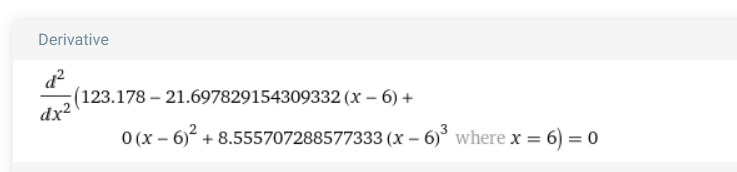 Derivative
d²/dx² (123.178 – 21.697829154309332 (x – 6) +
0 (x – 6)² + 8.555707288577333 (x – 6)³ where x = 6) = 0